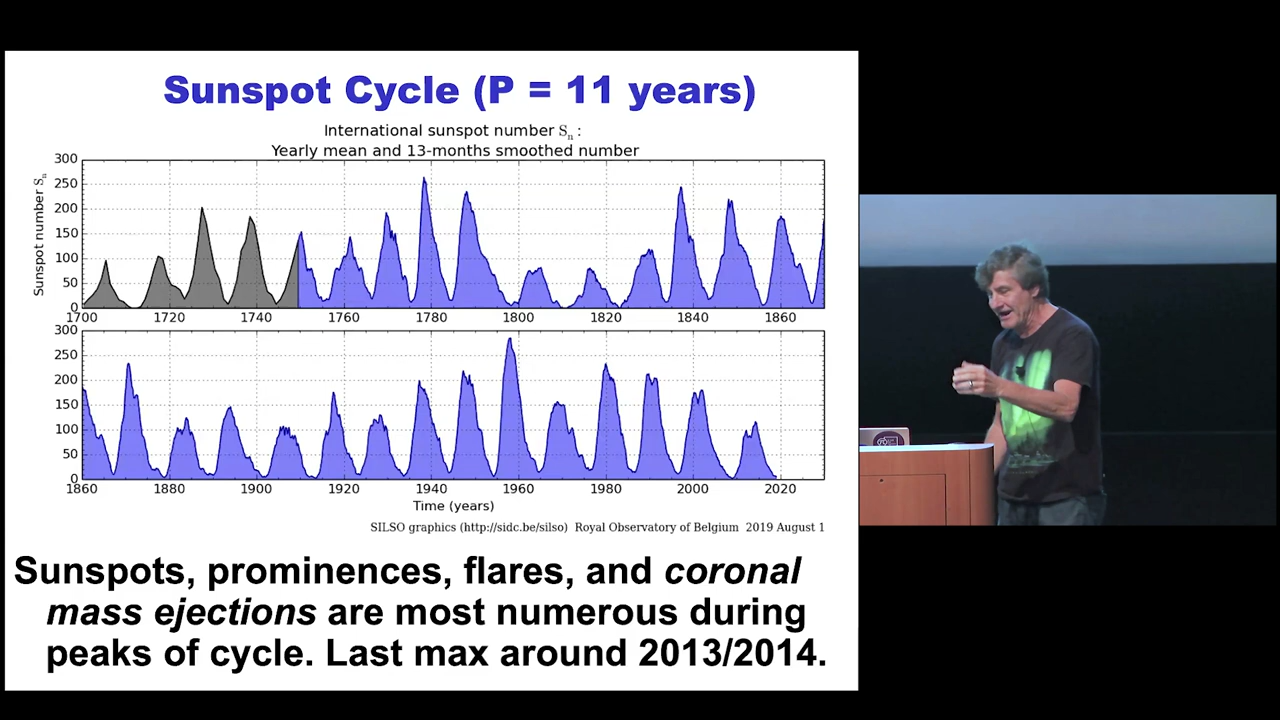 Sunspot Cycle (P = 11 years)
International sunspot number Sn :
Yearly mean and 13-months smoothed number
Sunspot number Sn
300
250
200
150
100
50
0
1700 1720 1740 1760 1780 1800 1820 1840 1860
300
250
200
150
100
50
0
1860 1880 1900 1920 1940 1960 1980 2000 2020
Time (years)
SILSO graphics (http://sidc.be/silso) Royal Observatory of Belgium 2019 August 1
Sunspots, prominences, flares, and coronal
mass ejections are most numerous during
peaks of cycle. Last max around 2013/2014.